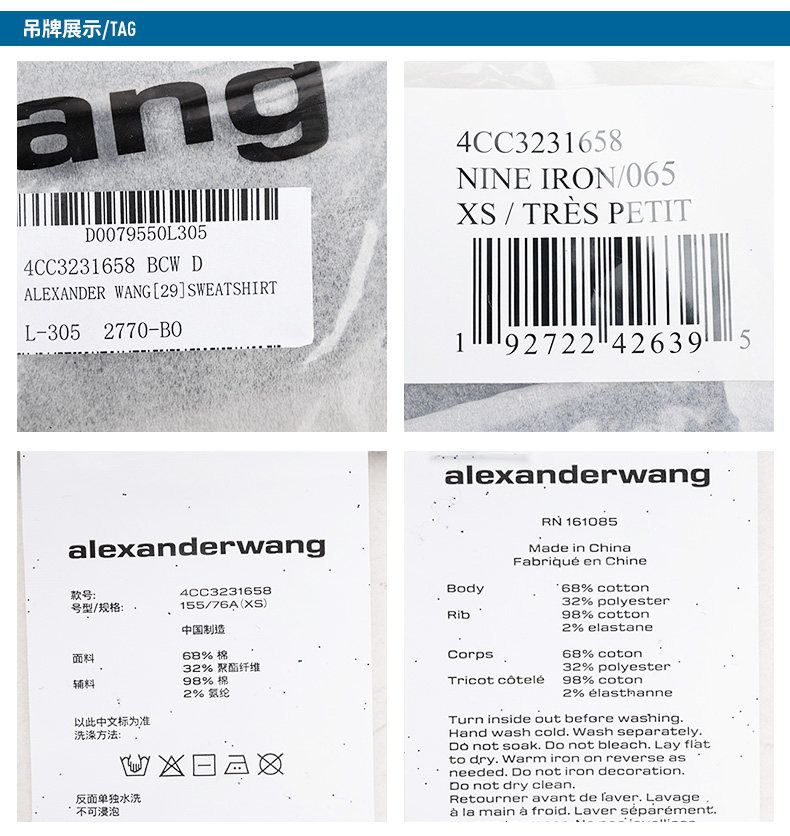 吊牌展示/TAG
ang
D0079550L305
4CC3231658 BCW D
ALEXANDER WANG[29]SWEATSHIRT
L-305 2770-BO
4CC3231658
NINE IRON/065
XS / TRÈS PETIT
1 92722 42639 5
alexanderwang
款号: 4CC3231658
号型/规格: 155/76A(XS)
中国制造
面料 68% 棉
32% 聚酯纤维
辅料 98% 棉
2% 氨纶
以此中文标为准
洗涤方法:
反面单独水洗
不可浸泡
alexanderwang
RN 161085
Made in China
Fabriqué en Chine
Body 68% cotton
32% polyester
Rib 98% cotton
2% elastane
Corps 68% coton
32% polyester
Tricot côtelé 98% coton
2% élasthanne
Turn inside out before washing.
Hand wash cold. Wash separately.
Do not soak. Do not bleach. Lay flat
to dry. Warm iron on reverse as
needed. Do not iron decoration.
Do not dry clean.
Retourner avant de laver. Lavage
à la main à froid. Laver séparément.